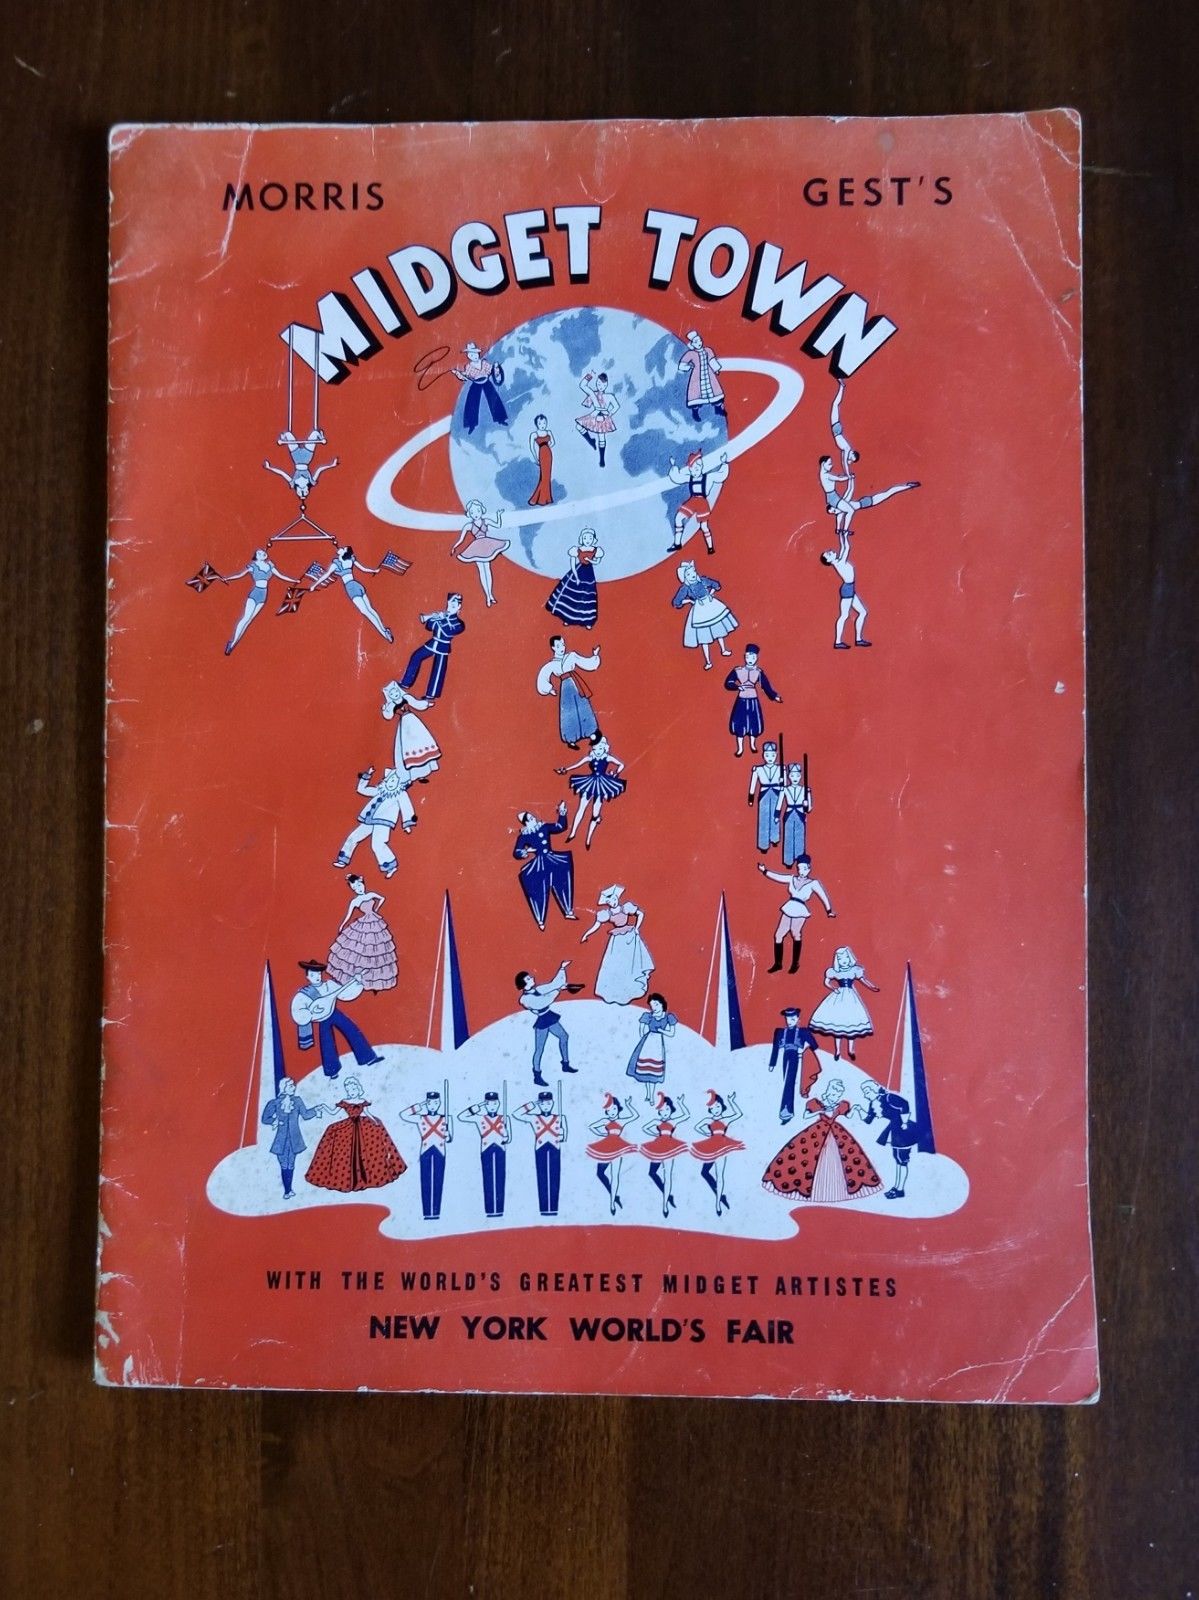 MORRIS GEST'S
MIDGET TOWN
WITH THE WORLD'S GREATEST MIDGET ARTISTES
NEW YORK WORLD'S FAIR